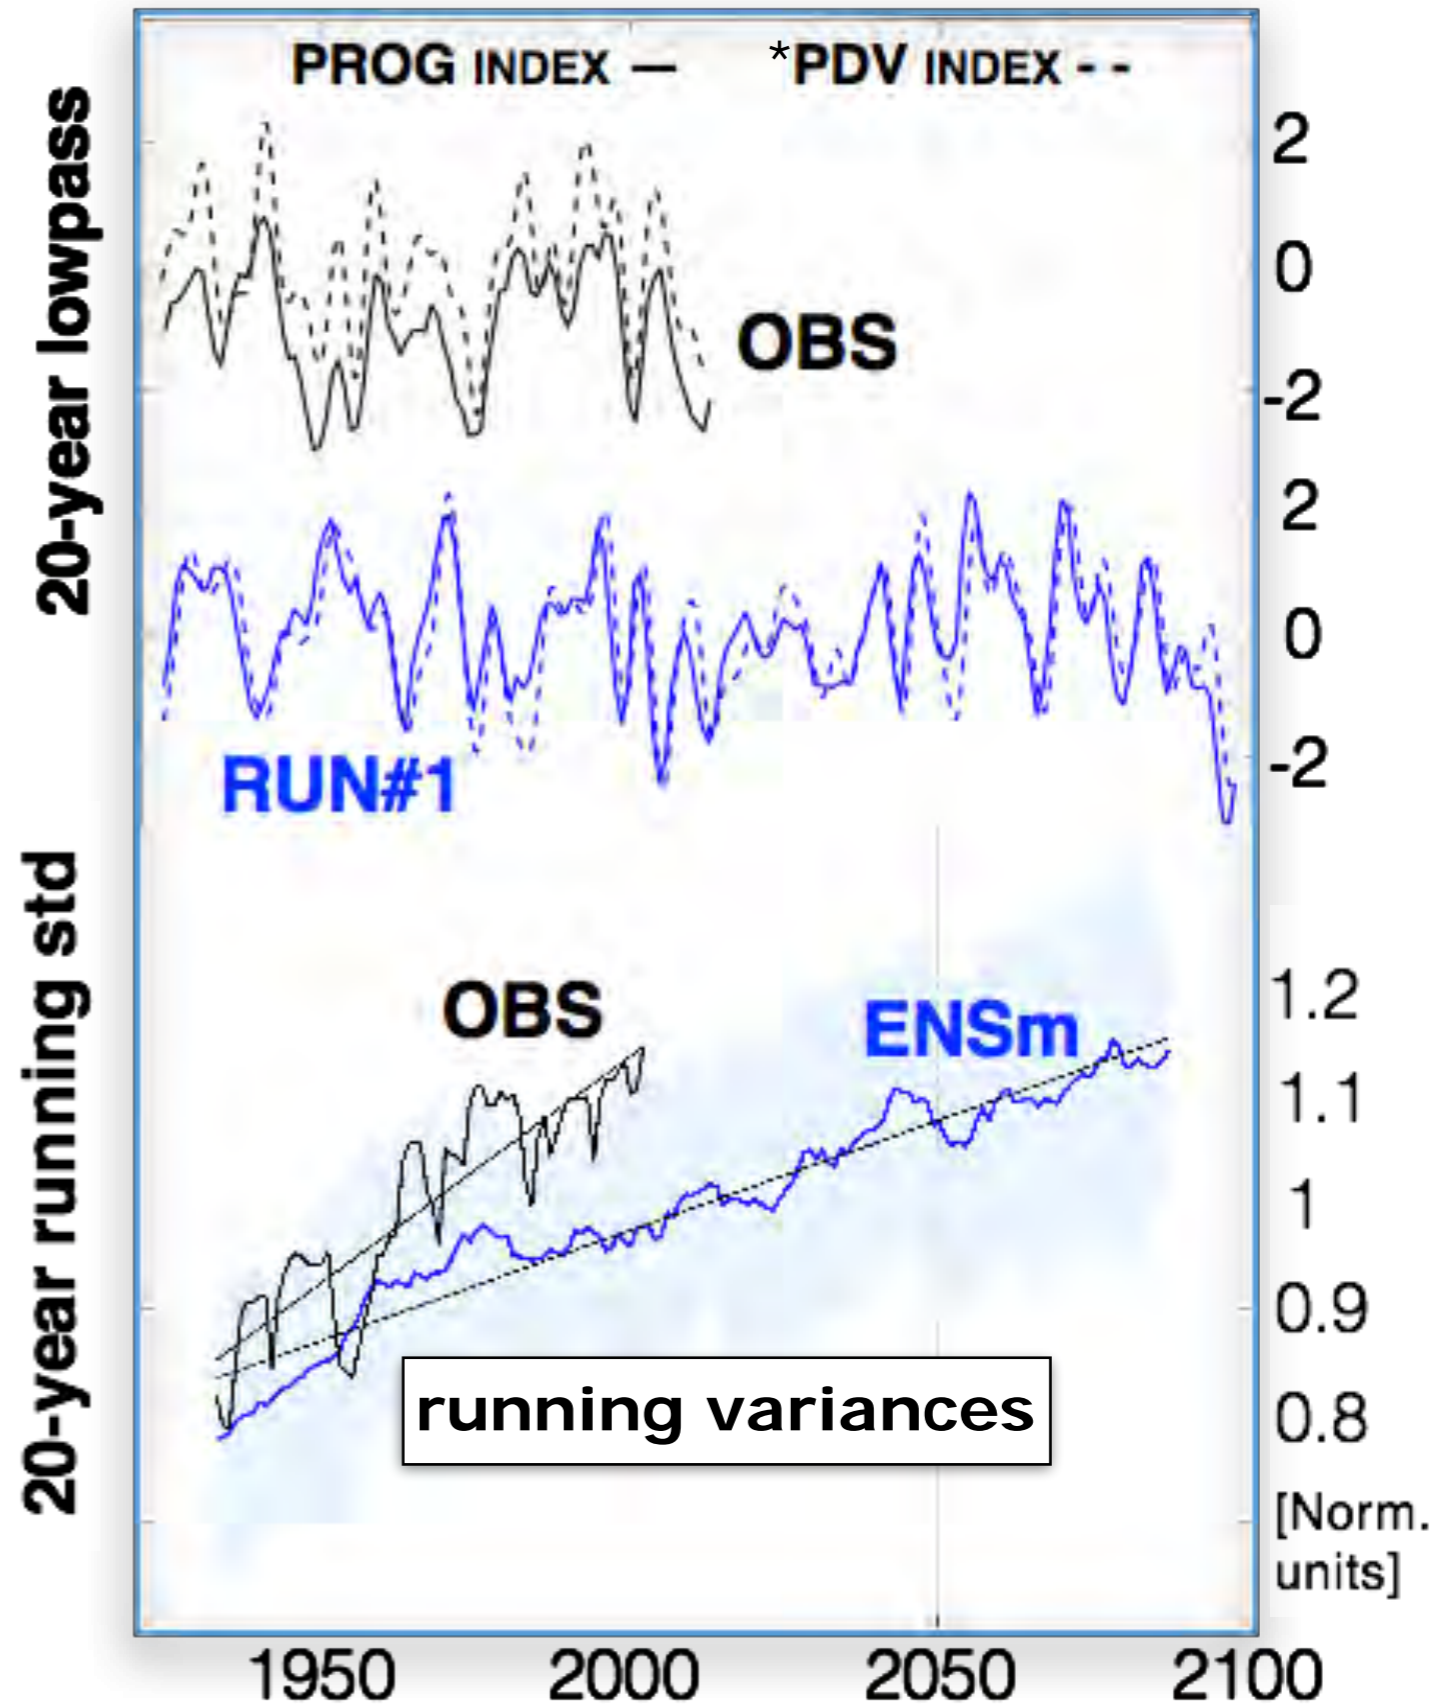 PROG INDEX — *PDV INDEX - -
20-year lowpass
2
0
OBS
-2
2
0
RUN#1
-2
20-year running std
OBS
ENSm
1.2
1.1
1
0.9
running variances
0.8
[Norm.
units]
1950 2000 2050 2100